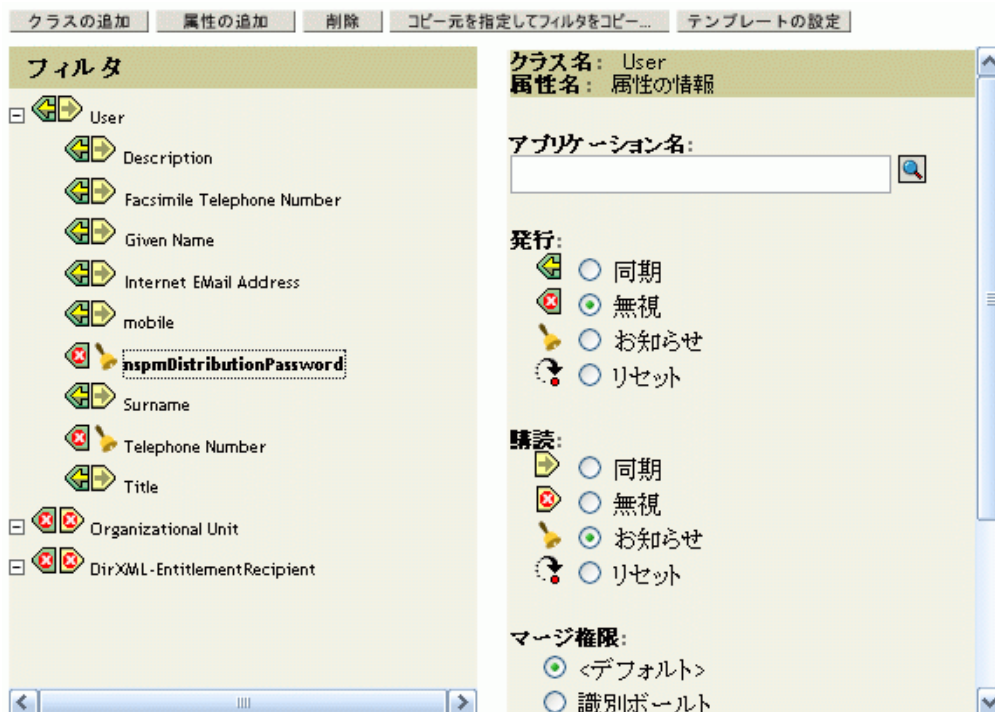 クラスの追加 属性の追加 削除 コピー元を指定してフィルタをコピー... テンプレートの設定
フィルタ
User
Description
Facsimile Telephone Number
Given Name
Internet EMail Address
mobile
nspmDistributionPassword
Surname
Telephone Number
Title
Organizational Unit
DirXML-EntitlementRecipient
クラス名: User
属性名: 属性の情報
アプリケーション名:
発行:
同期
無視
お知らせ
リセット
購読:
同期
無視
お知らせ
リセット
マージ権限:
<デフォルト>
識別ボールト